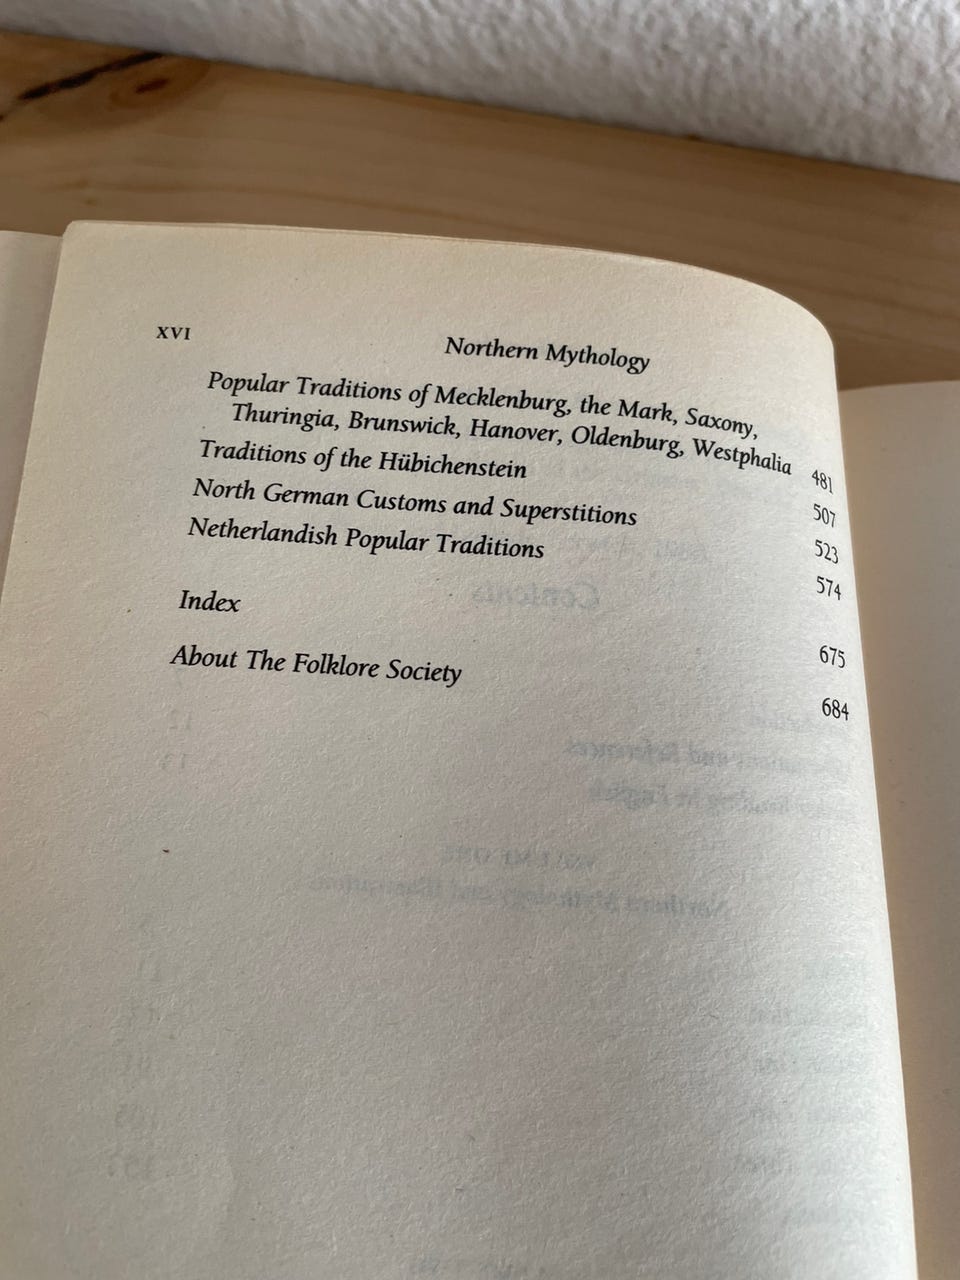 XVI
Northern Mythology
Popular Traditions of Mecklenburg, the Mark, Saxony,
Thuringia, Brunswick, Hanover, Oldenburg, Westphalia 481
Traditions of the Hübichenstein 507
North German Customs and Superstitions 523
Netherlandish Popular Traditions 574
Index 675
About The Folklore Society 684